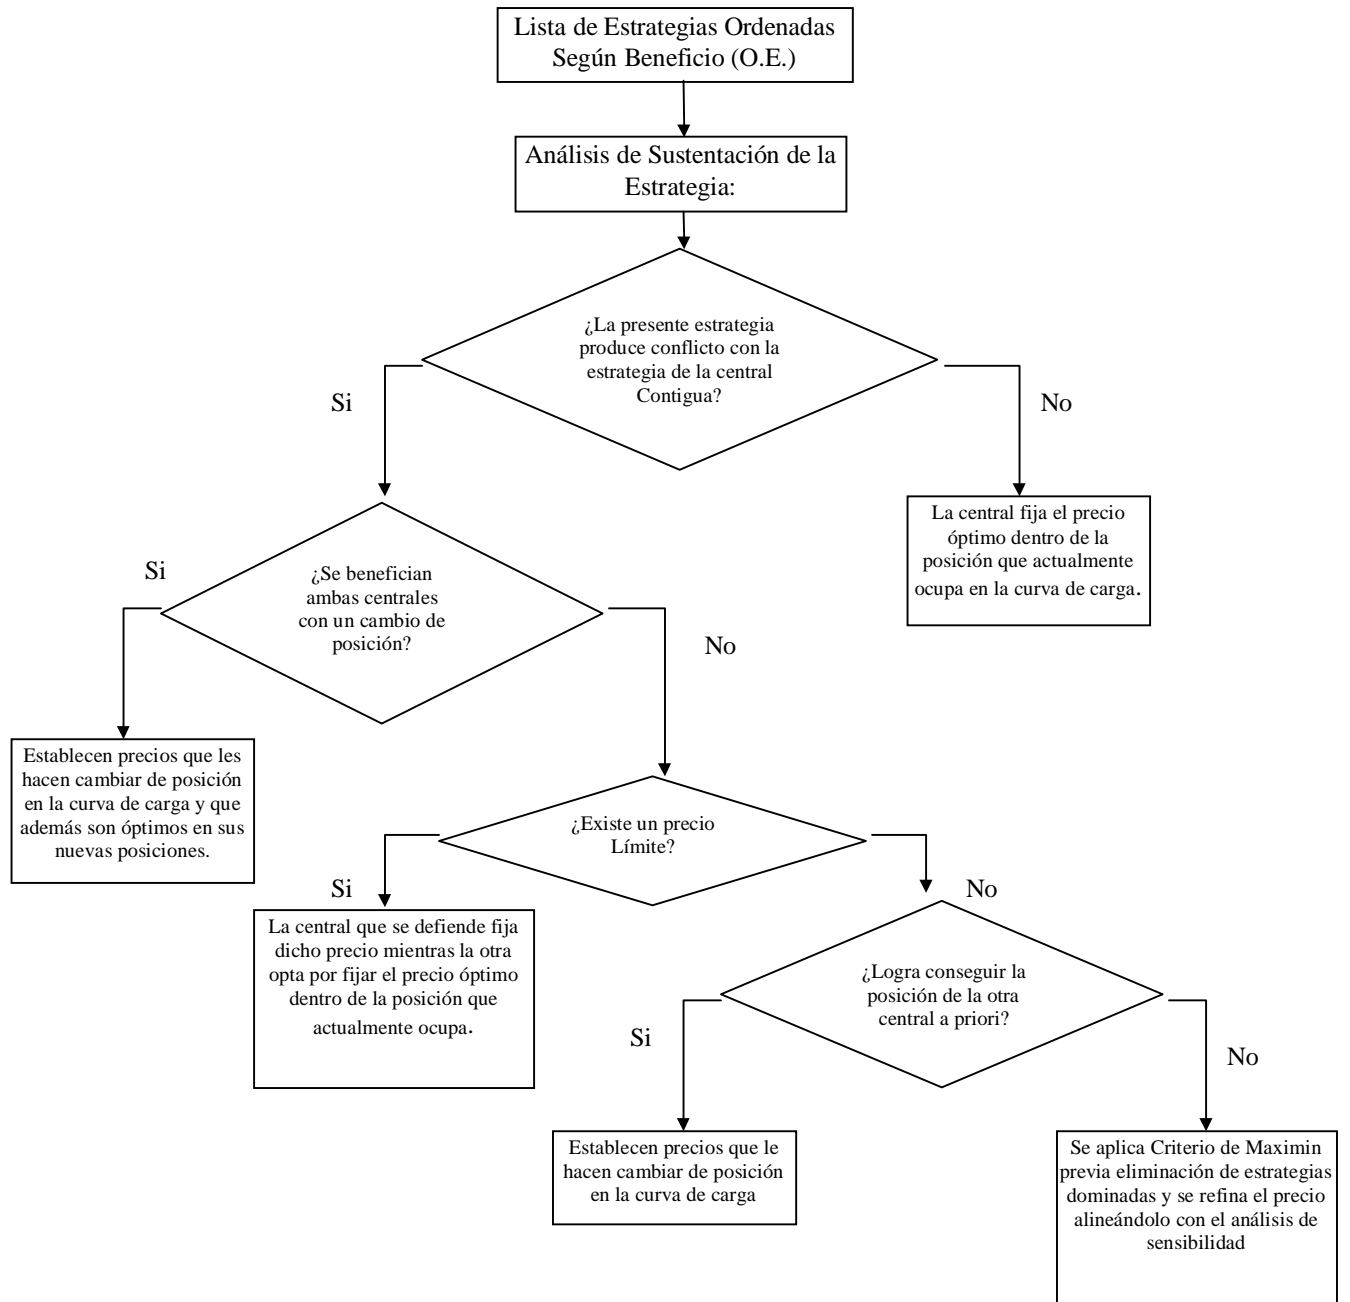 Lista de Estrategias Ordenadas
Según Beneficio (O.E.)
Análisis de Sustentación de la
Estrategia:
¿La presente estrategia
produce conflicto con la
estrategia de la central
Contigua?
Si
No
La central fija el precio
óptimo dentro de la
posición que actualmente
ocupa en la curva de carga.
¿Se benefician
ambas centrales
con un cambio de
posición?
Si
No
Establecen precios que les
hacen cambiar de posición
en la curva de carga y que
además son óptimos en sus
nuevas posiciones.
¿Existe un precio
Límite?
Si
No
La central que se defiende fija
dicho precio mientras la otra
opta por fijar el precio óptimo
dentro de la posición que
actualmente ocupa.
¿Logra conseguir la
posición de la otra
central a priori?
Si
No
Establecen precios que le
hacen cambiar de posición
en la curva de carga
Se aplica Criterio de Maximin
previa eliminación de estrategias
dominadas y se refina el precio
alineándolo con el análisis de
sensibilidad